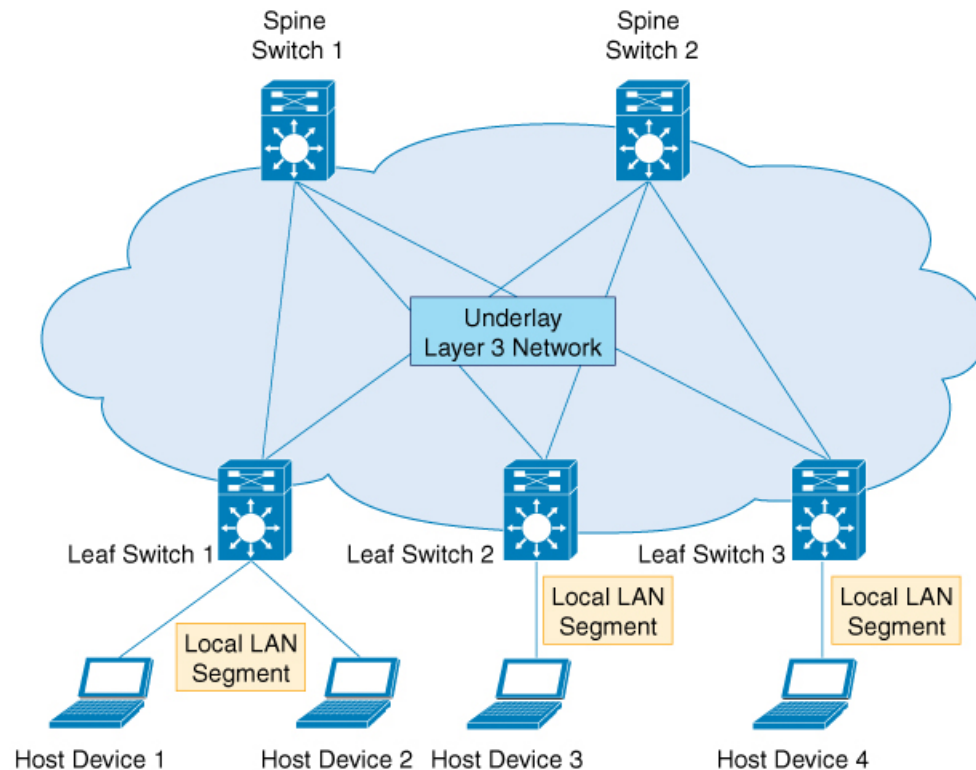 Spine
Switch 1
Spine
Switch 2
Underlay
Layer 3 Network
Leaf Switch 1
Leaf Switch 2
Leaf Switch 3
Local LAN
Segment
Local LAN
Segment
Local LAN
Segment
Host Device 1
Host Device 2
Host Device 3
Host Device 4